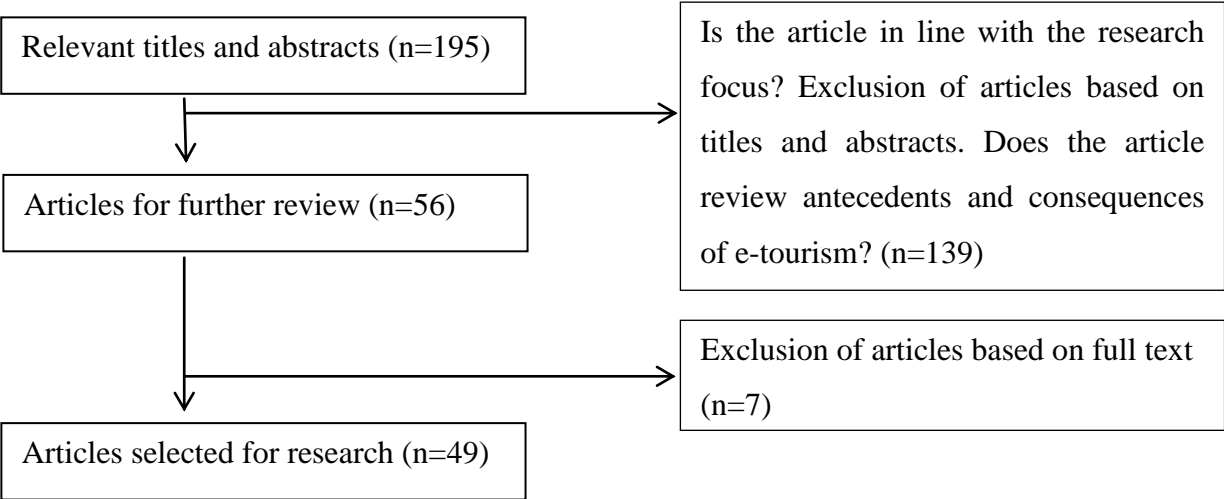 Relevant titles and abstracts (n=195)
Is the article in line with the research
focus? Exclusion of articles based on
titles and abstracts. Does the article
review antecedents and consequences
of e-tourism? (n=139)
Articles for further review (n=56)
Exclusion of articles based on full text
(n=7)
Articles selected for research (n=49)